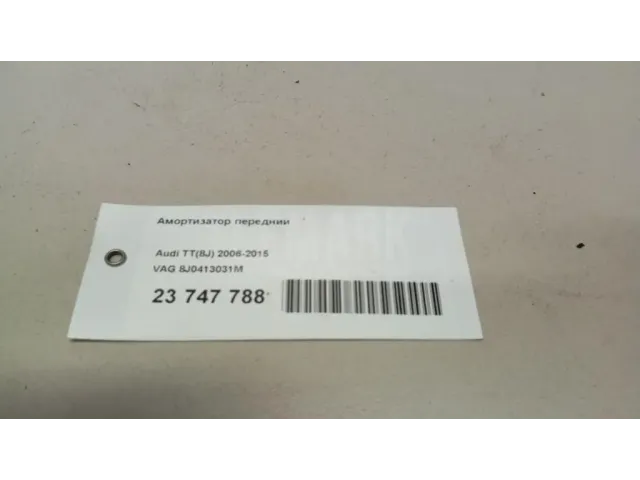 Амортизатор передний
Audi TT(8J) 2006-2015
VAG 8J0413031M
23 747 788